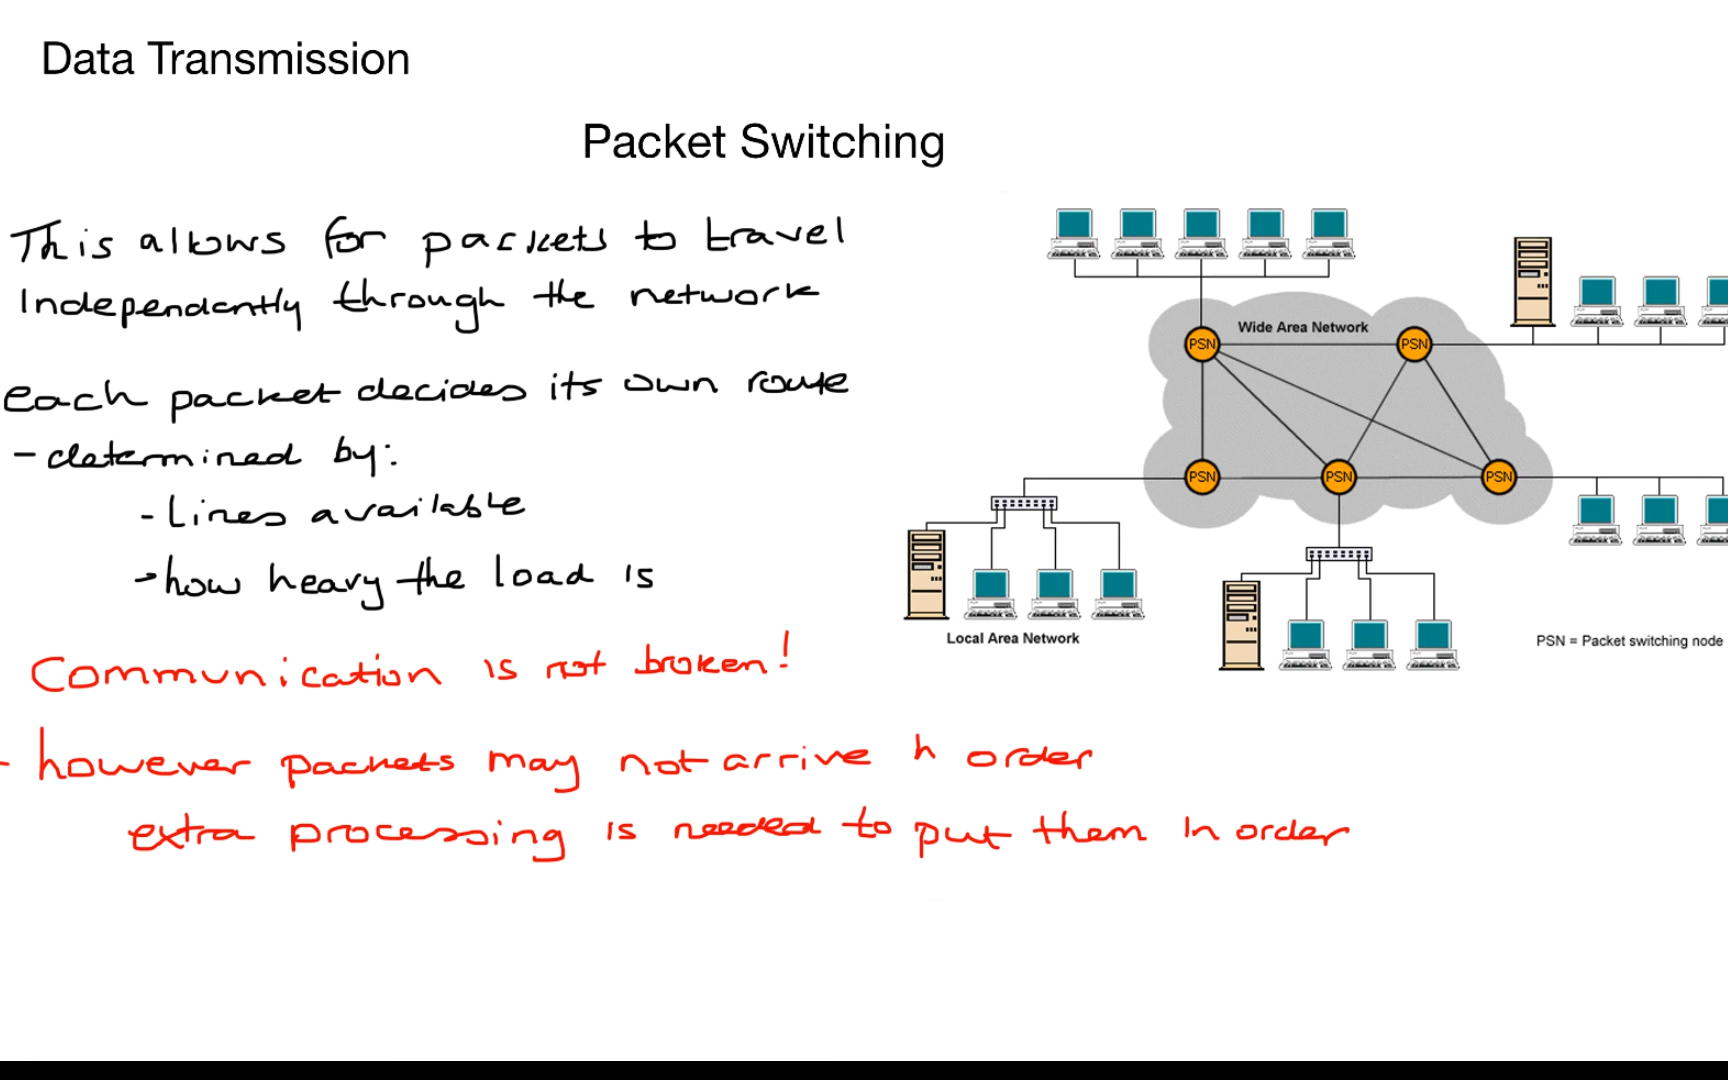 Data Transmission
Packet Switching
This allows for packets to travel
Independantly through the network
each packet decides its own route
- determined by:
- Lines available
- how heavy the load is
Communication is not broken!
- however packets may not arrive in order
extra processing is needed to put them in order
Wide Area Network
PSN
PSN
PSN
PSN
PSN
Local Area Network
PSN = Packet switching node